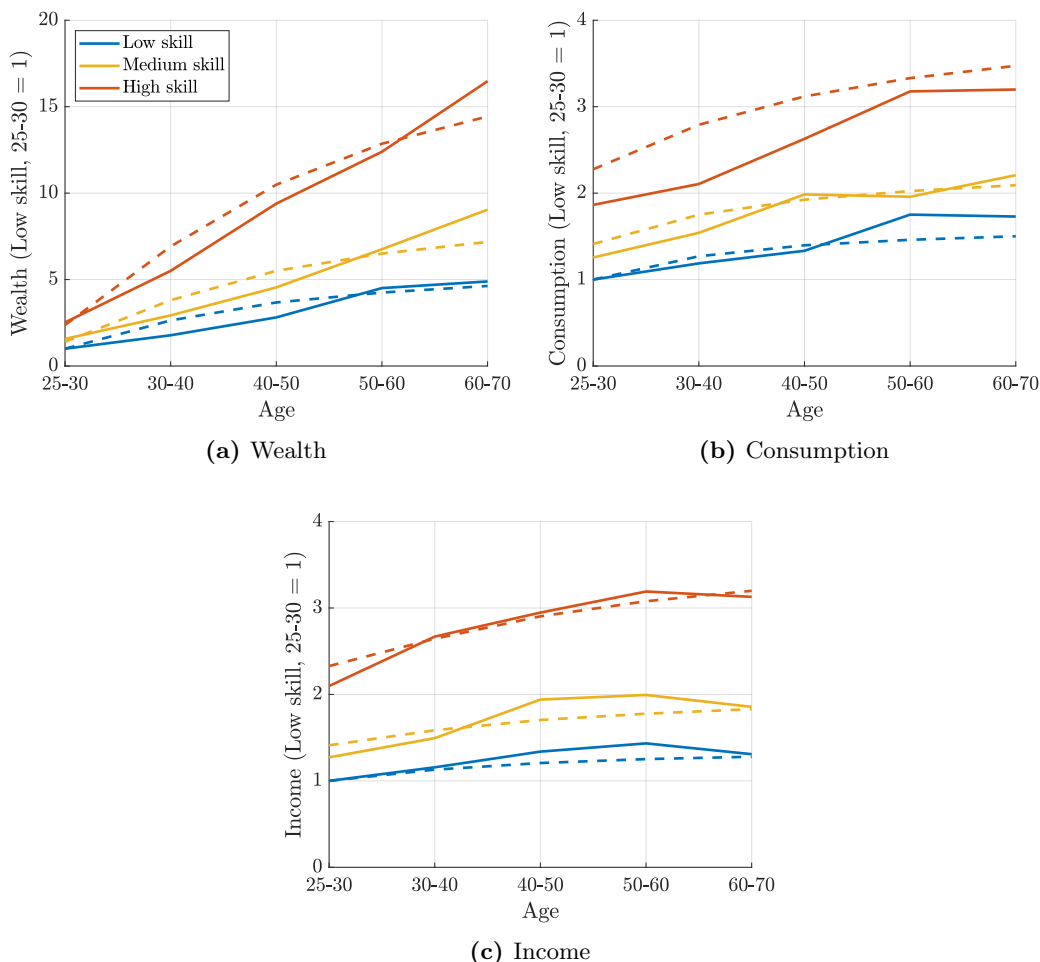 Wealth (Low skill, 25-30 = 1)
20
15
10
5
0
Low skill
Medium skill
High skill
25-30 30-40 40-50 50-60 60-70
Age
(a) Wealth
Consumption (Low skill, 25-30 = 1)
4
3
2
1
0
25-30 30-40 40-50 50-60 60-70
Age
(b) Consumption
Income (Low skill, 25-30 = 1)
4
3
2
1
0
25-30 30-40 40-50 50-60 60-70
Age
(c) Income